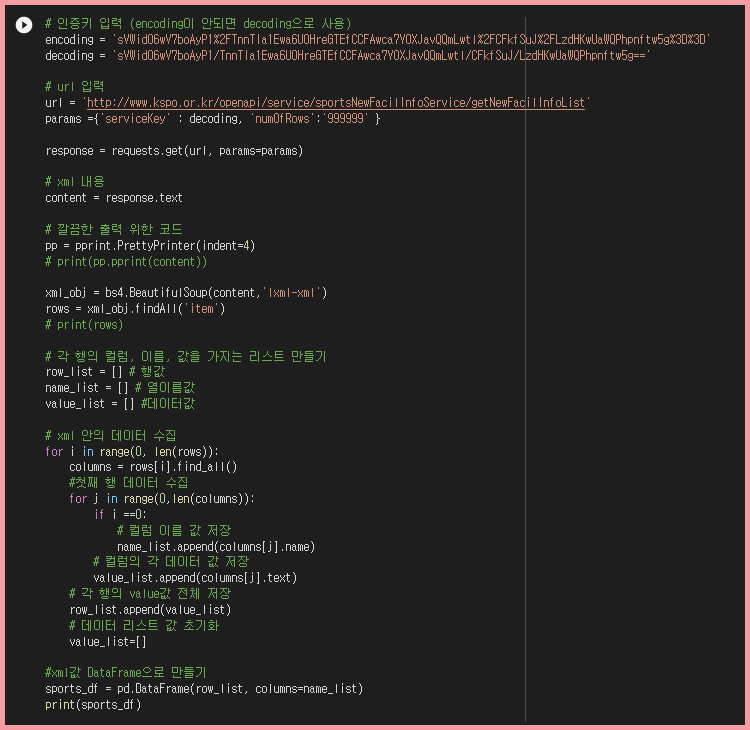 # 인증키 입력 (encoding이 안되면 decoding으로 사용)
encoding = 
decoding = 
# url 입력
url = 'http://www.kspo.or.kr/openapi/service/sportsNewFacilInfoService/getNewFacilInfoList'
params ={'serviceKey' : decoding, 'numOfRows':'999999' }
response = requests.get(url, params=params)
# xml 내용
content = response.text
# 깔끔한 출력 위한 코드
pp = pprint.PrettyPrinter(indent=4)
# print(pp.pprint(content))
xml_obj = bs4.BeautifulSoup(content,'lxml-xml')
rows = xml_obj.findAll('item')
# print(rows)
# 각 행의 컬럼, 이름, 값을 가지는 리스트 만들기
row_list = [] # 행값
name_list = [] # 열이름값
value_list = [] #데이터값
# xml 안의 데이터 수집
for i in range(0, len(rows)):
columns = rows[i].find_all()
#첫째 행 데이터 수집
for j in range(0,len(columns)):
if i ==0:
# 컬럼 이름 값 저장
name_list.append(columns[j].name)
# 컬럼의 각 데이터 값 저장
value_list.append(columns[j].text)
# 각 행의 value값 전체 저장
row_list.append(value_list)
# 데이터 리스트 값 초기화
value_list=[]
#xml값 DataFrame으로 만들기
sports_df = pd.DataFrame(row_list, columns=name_list)
print(sports_df)